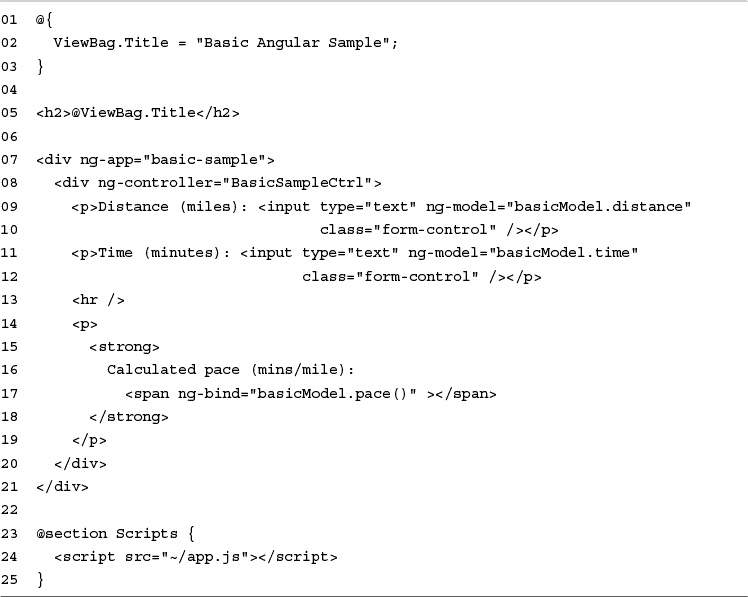 01 @{
02   ViewBag.Title = "Basic Angular Sample";
03 }
04
05 <h2>@ViewBag.Title</h2>
06
07 <div ng-app="basic-sample">
08   <div ng-controller="BasicSampleCtrl">
09     <p>Distance (miles): <input type="text" ng-model="basicModel.distance"
10                                 class="form-control" /></p>
11     <p>Time (minutes): <input type="text" ng-model="basicModel.time"
12                               class="form-control" /></p>
13     <hr />
14     <p>
15       <strong>
16         Calculated pace (mins/mile):
17           <span ng-bind="basicModel.pace()" ></span>
18       </strong>
19     </p>
20   </div>
21 </div>
22
23 @section Scripts {
24   <script src="~/app.js"></script>
25 }